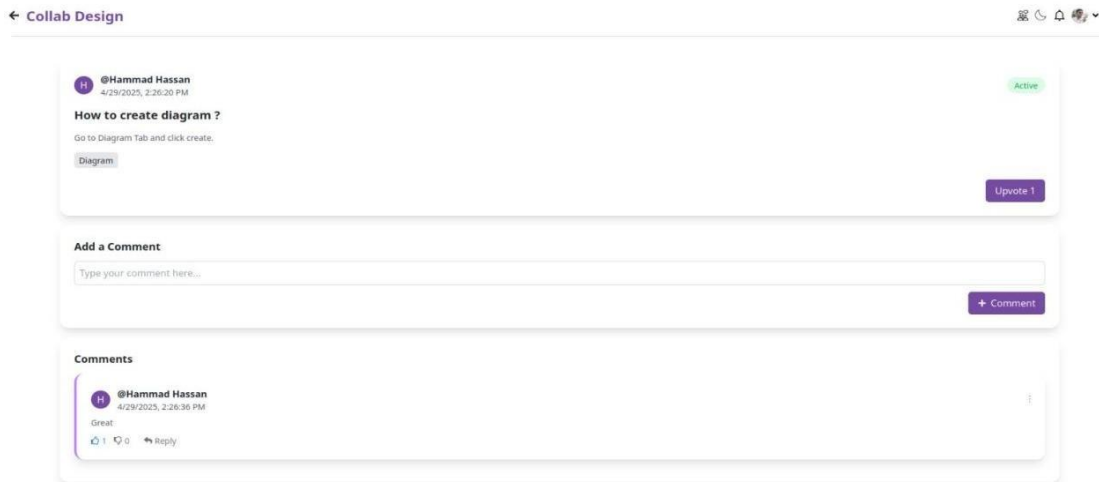 Collab Design
H
@Hammad Hassan
4/29/2025, 2:26:20 PM
Active
How to create diagram ?
Go to Diagram Tab and click create.
Diagram
Upvote 1
Add a Comment
Type your comment here...
+ Comment
Comments
H
@Hammad Hassan
4/29/2025, 2:26:36 PM
Great
1 0 Reply